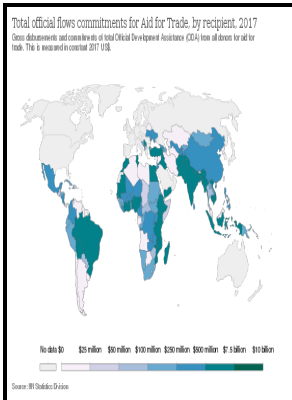 Total official flows commitments for Aid for Trade, by recipient, 2017
Gross disbursements and commitments of total Official Development Assistance (ODA) from all donors for aid for
trade. This is measured in constant 2017 US$.
No data $0 $25 million $50 million $100 million $250 million $500 million $7.5 billion $10 billion
Source: UN Statistics Division